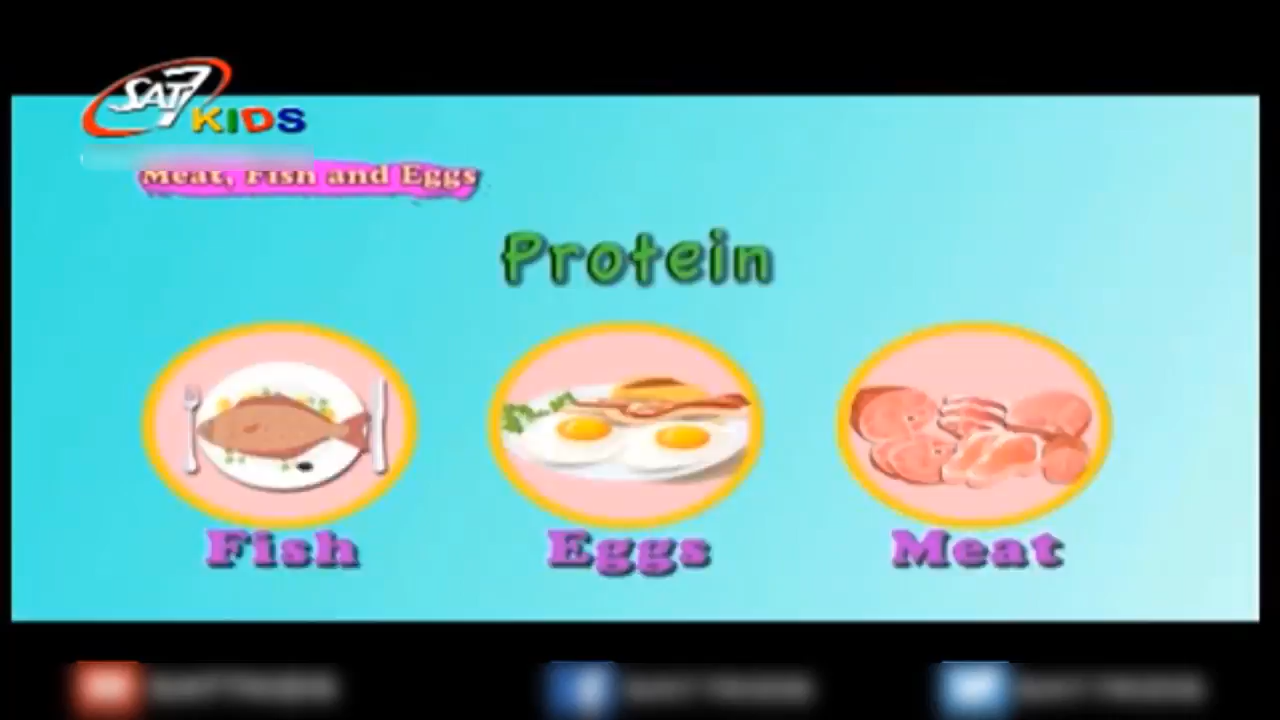 SAT7
KIDS
Meat, Fish and Eggs
Protein
Fish Eggs Meat